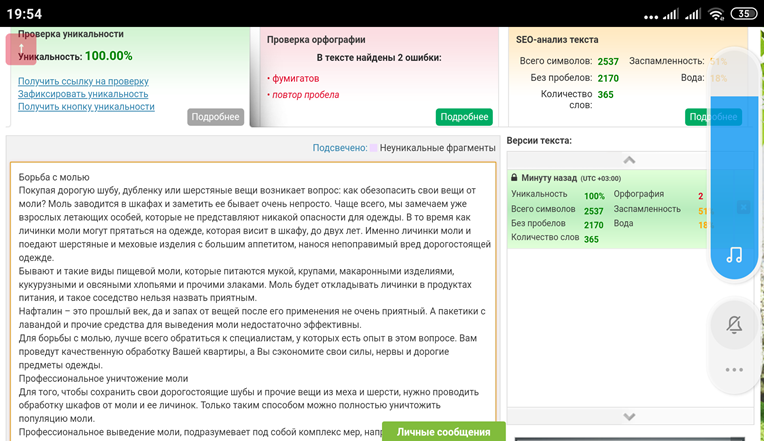 19:54
35
Проверка уникальности
Уникальность: 100.00%
Получить ссылку на проверку
Зафиксировать уникальность
Получить кнопку уникальности
Подробнее
Проверка орфографии
В тексте найдены 2 ошибки:
• фумигатов
• повтор пробела
Подробнее
SEO-анализ текста
Всего символов: 2537
Без пробелов: 2170
Количество слов: 365
Заспамленность:
Вода:
Подробнее
Подсвечено: Неуникальные фрагменты
Борьба с молью
Покупая дорогую шубу, дубленку или шерстяные вещи возникает вопрос: как обезопасить свои вещи от
моли? Моль заводится в шкафах и заметить ее бывает очень непросто. Чаще всего, мы замечаем уже
взрослых летающих особей, которые не представляют никакой опасности для одежды. В то время как
личинки моли могут прятаться на одежде, которая висит в шкафу, до двух лет. Именно личинки моли и
поедают шерстяные и меховые изделия с большим аппетитом, нанося непоправимый вред дорогостоящей
одежде.
Бывают и такие виды пищевой моли, которые питаются мукой, крупами, макаронными изделиями,
кукурузными и овсяными хлопьями и прочими злаками. Моль будет откладывать личинки в продуктах
питания, и такое соседство нельзя назвать приятным.
Нафталин – это прошлый век, да и запах от вещей после его применения не очень приятный. А пакетики с
лавандой и прочие средства для выведения моли недостаточно эффективны.
Для борьбы с молью, лучше всего обратиться к специалистам, у которых есть опыт в этом вопросе. Вам
проведут качественную обработку Вашей квартиры, а Вы сэкономите свои силы, нервы и дорогие
предметы одежды.
Профессиональное уничтожение моли
Для того, чтобы сохранить свои дорогостоящие шубы и прочие вещи из меха и шерсти, нужно проводить
обработку шкафов от моли и ее личинок. Только таким способом можно полностью уничтожить
популяцию моли.
Профессиональное выведение моли, подразумевает под собой комплекс мер,
Личные сообщения
Версии текста:
Минуту назад (UTC +03:00)
Уникальность 100% Орфография 2
Всего символов 2537 Заспамленность
Без пробелов 2170 Вода
Количество слов 365